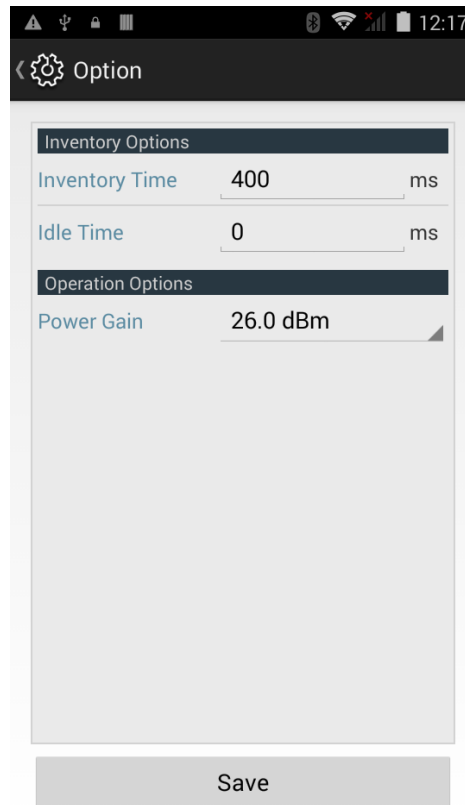 12:17
Option
Inventory Options
Inventory Time 400 ms
Idle Time 0 ms
Operation Options
Power Gain 26.0 dBm
Save